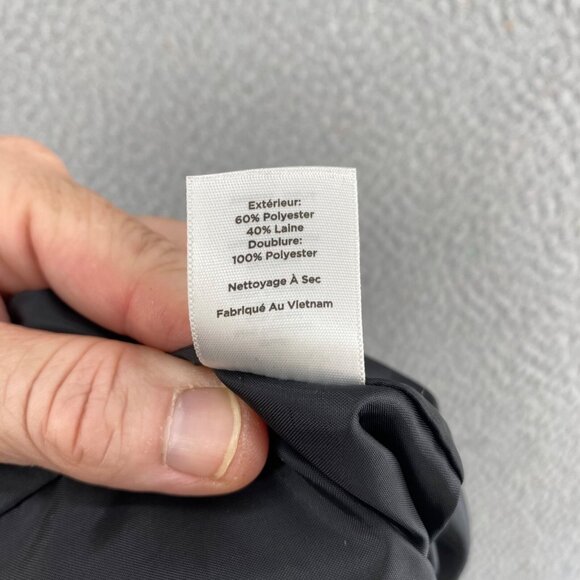 Extérieur:
60% Polyester
40% Laine
Doublure:
100% Polyester
Nettoyage À Sec
Fabriqué Au Vietnam